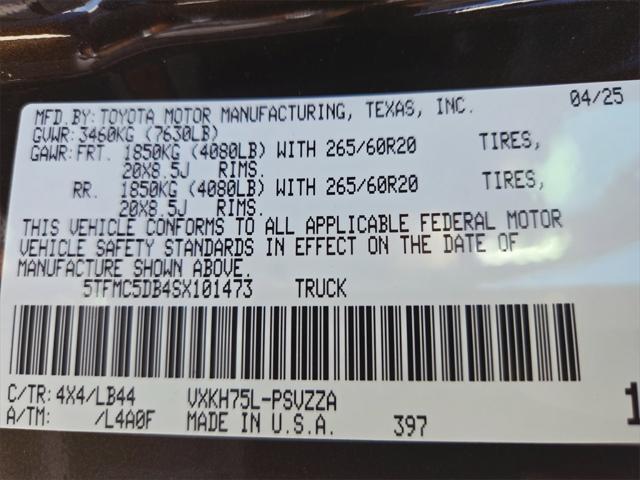 MFD.BY: TOYOTA MOTOR MANUFACTURING, TEXAS, INC. 04/25
GVWR: 3460KG (7630LB)
GAWR: FRT. 1850KG (4080LB) WITH 265/60R20 TIRES,
20X8.5J RIMS.
RR. 1850KG (4080LB) WITH 265/60R20 TIRES,
20X8.5J RIMS.
THIS VEHICLE CONFORMS TO ALL APPLICABLE FEDERAL MOTOR
VEHICLE SAFETY STANDARDS IN EFFECT ON THE DATE OF
MANUFACTURE SHOWN ABOVE.
5TFMC5DB4SX101473 TRUCK
C/TR: 4X4/LB44 VXKH75L-PSVZZA 1
A/TM: /L4A0F MADE IN U.S.A. 397